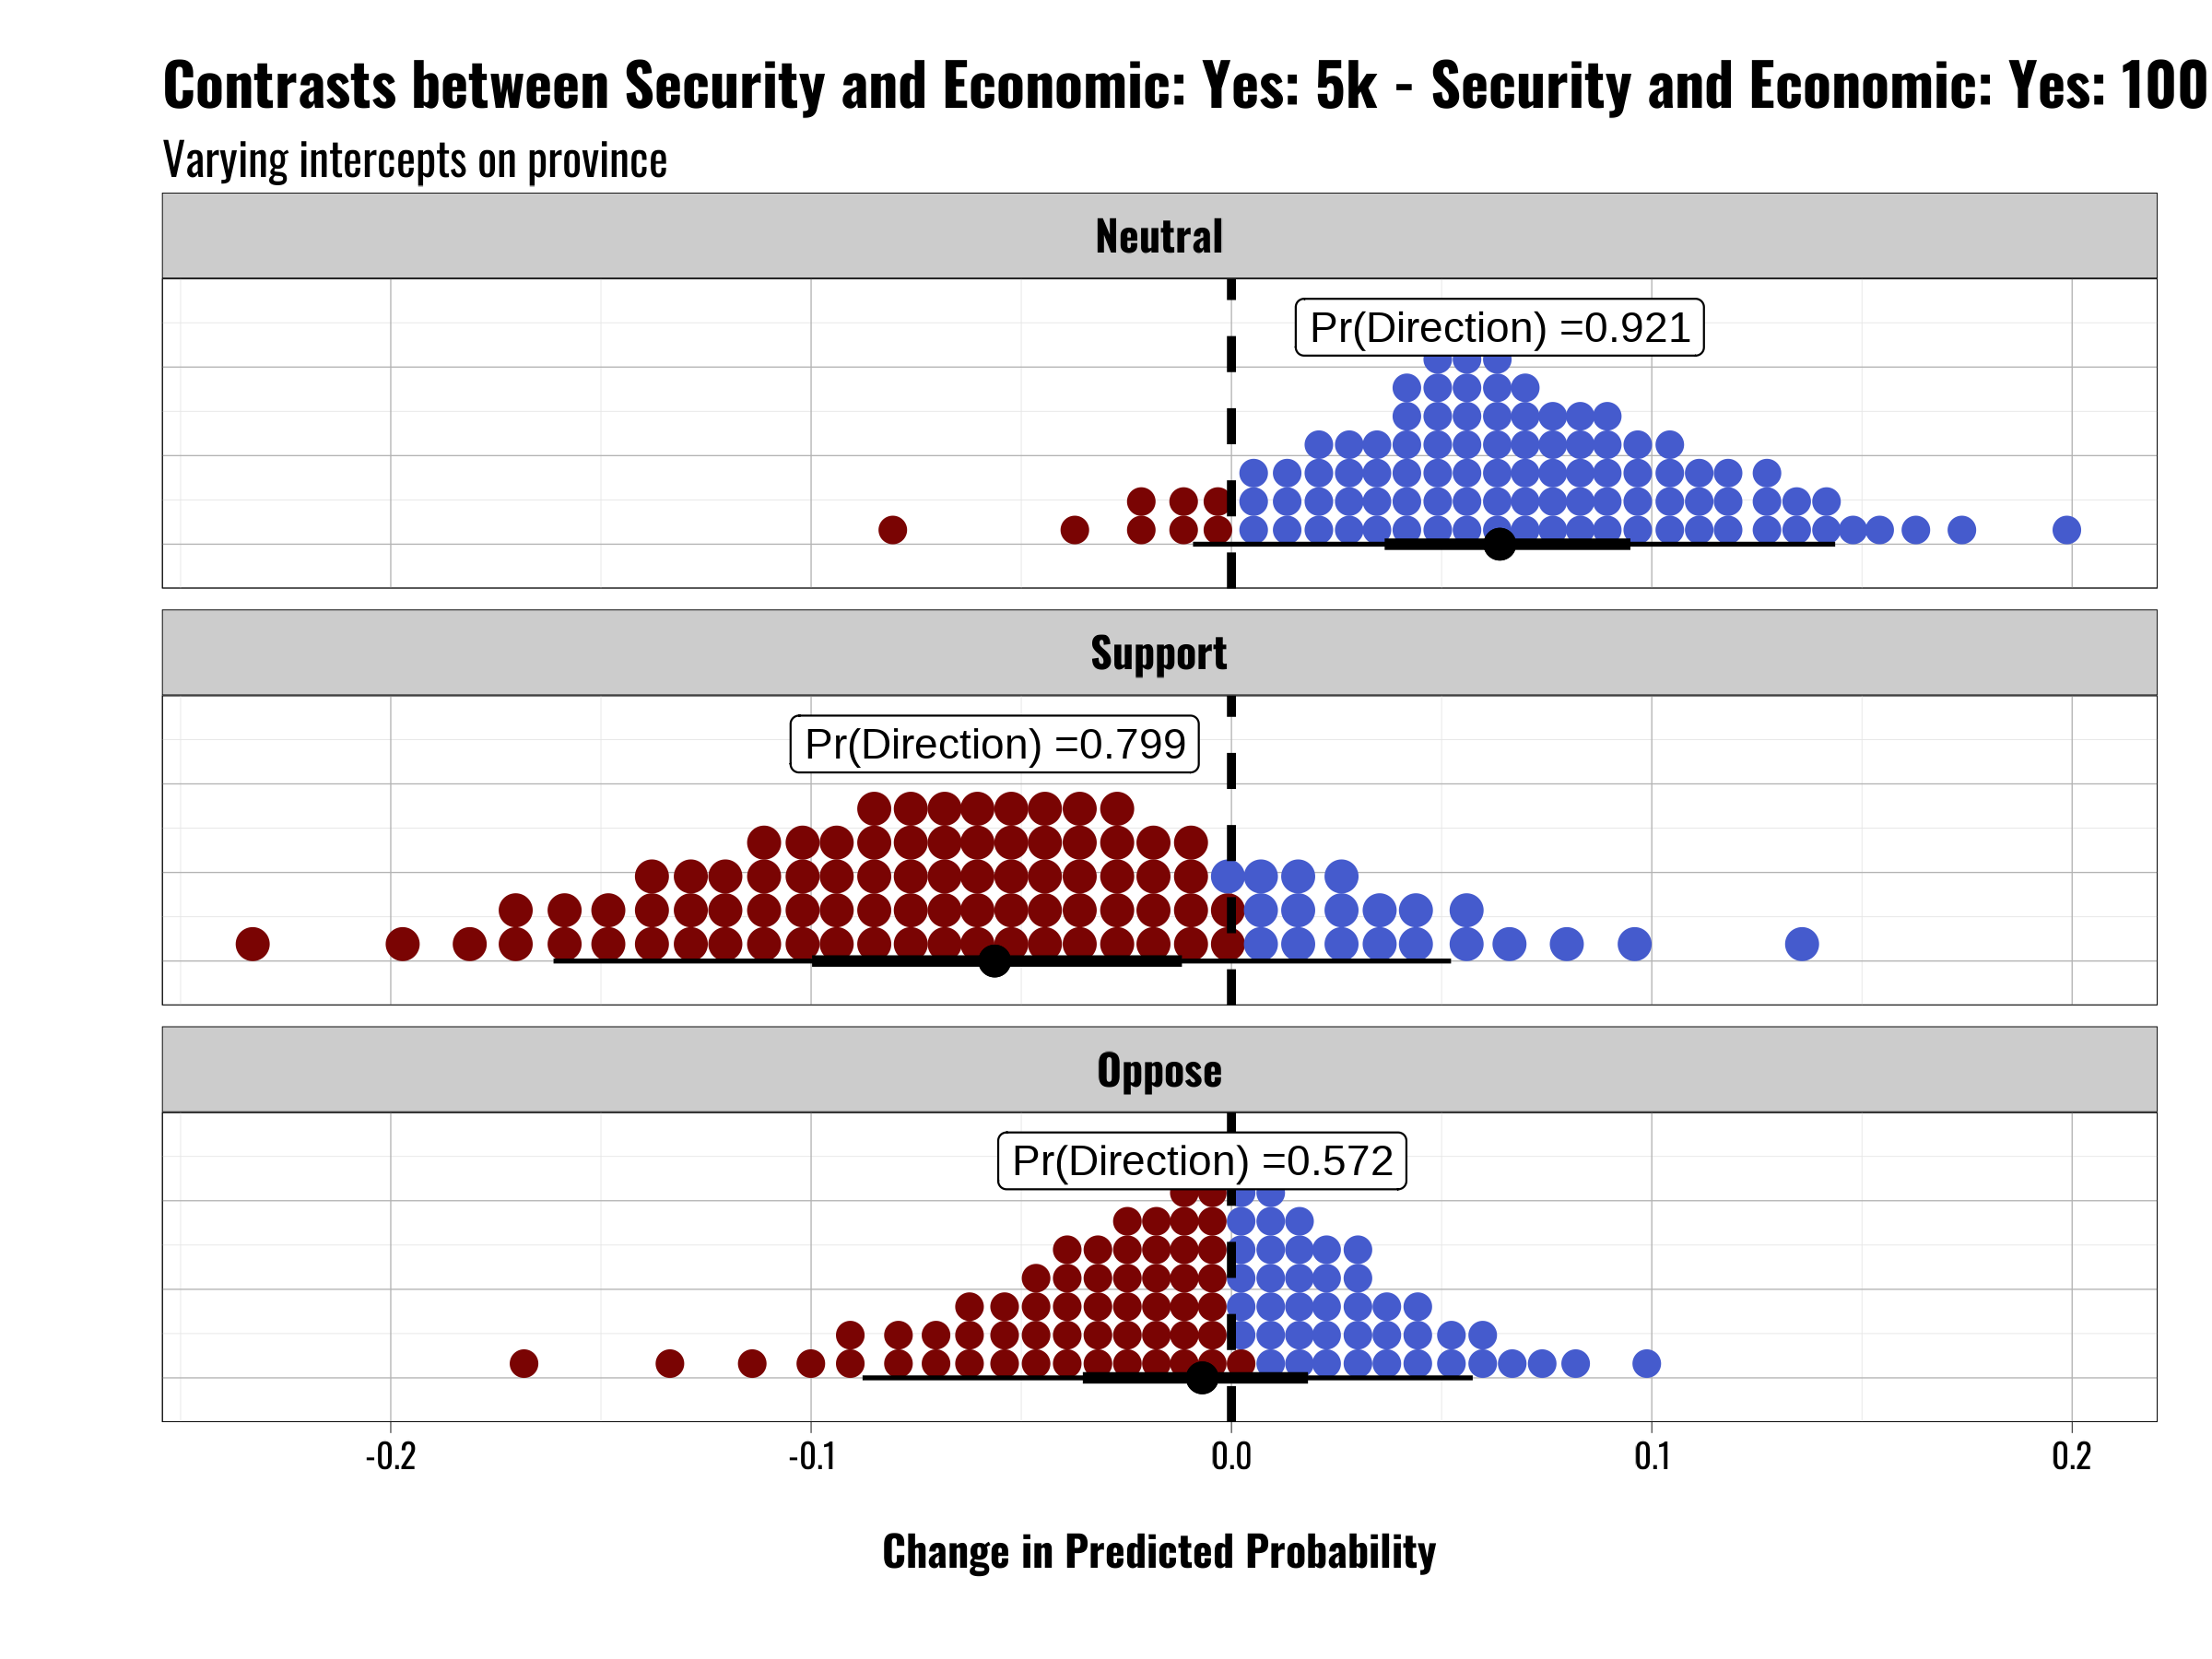 Contrasts between Security and Economic: Yes: 5k - Security and Economic: Yes: 100
Varying intercepts on province
Neutral
Pr(Direction) =0.921
Support
Pr(Direction) =0.799
Oppose
Pr(Direction) =0.572
-0.2 -0.1 0.0 0.1 0.2
Change in Predicted Probability